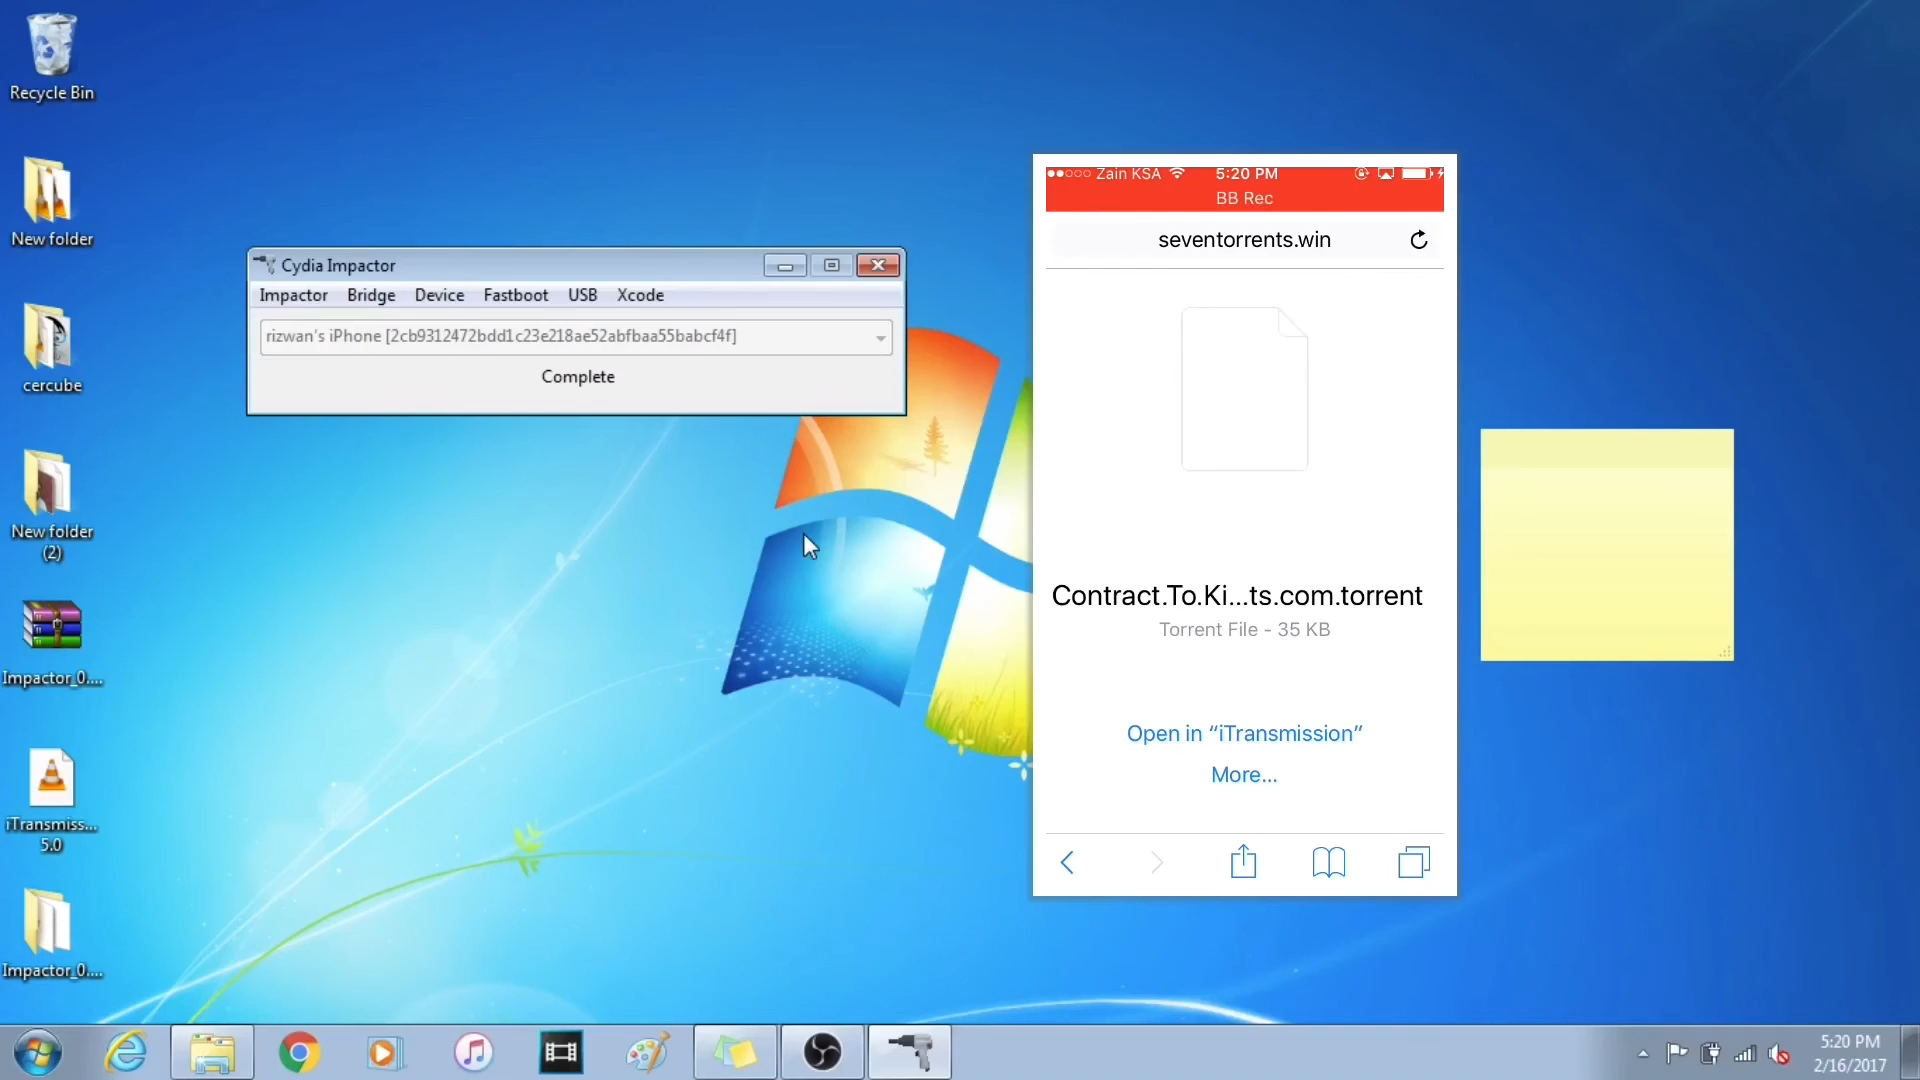 Recycle Bin
New folder
cercube
New folder
(2)
Impactor_0....
iTransmiss...
5.0
Impactor_0....
Cydia Impactor
Impactor Bridge Device Fastboot USB Xcode
rizwan's iPhone [2cb9312472bdd1c23e218ae52abfbaa55babcf4f]
Complete
Zain KSA 5:20 PM
BB Rec
seventorrents.win
Contract.To.Ki...ts.com.torrent
Torrent File - 35 KB
Open in “iTransmission”
More...
5:20 PM
2/16/2017